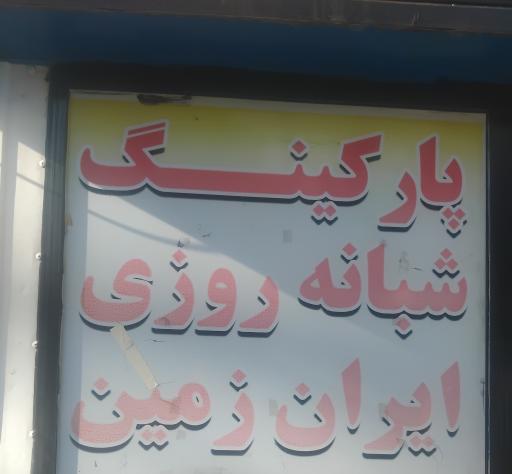 پارکینگ
شبانه روزی
ایران زمین